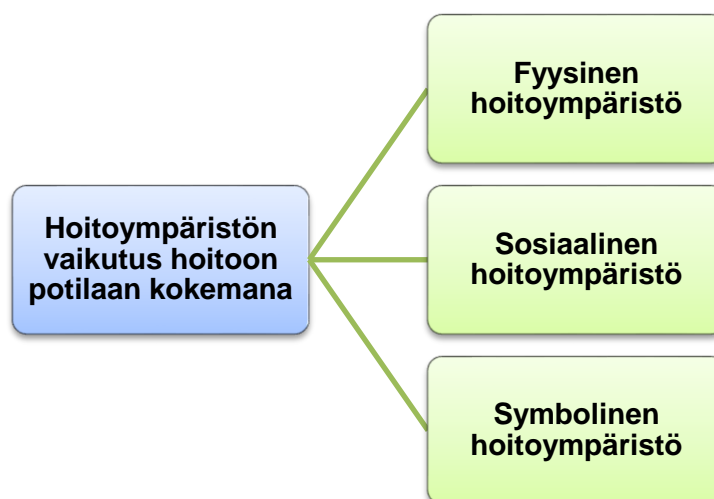 Hoitoympäristön
vaikutus hoitoon
potilaan kokemana
Fyysinen
hoitoympäristö
Sosiaalinen
hoitoympäristö
Symbolinen
hoitoympäristö